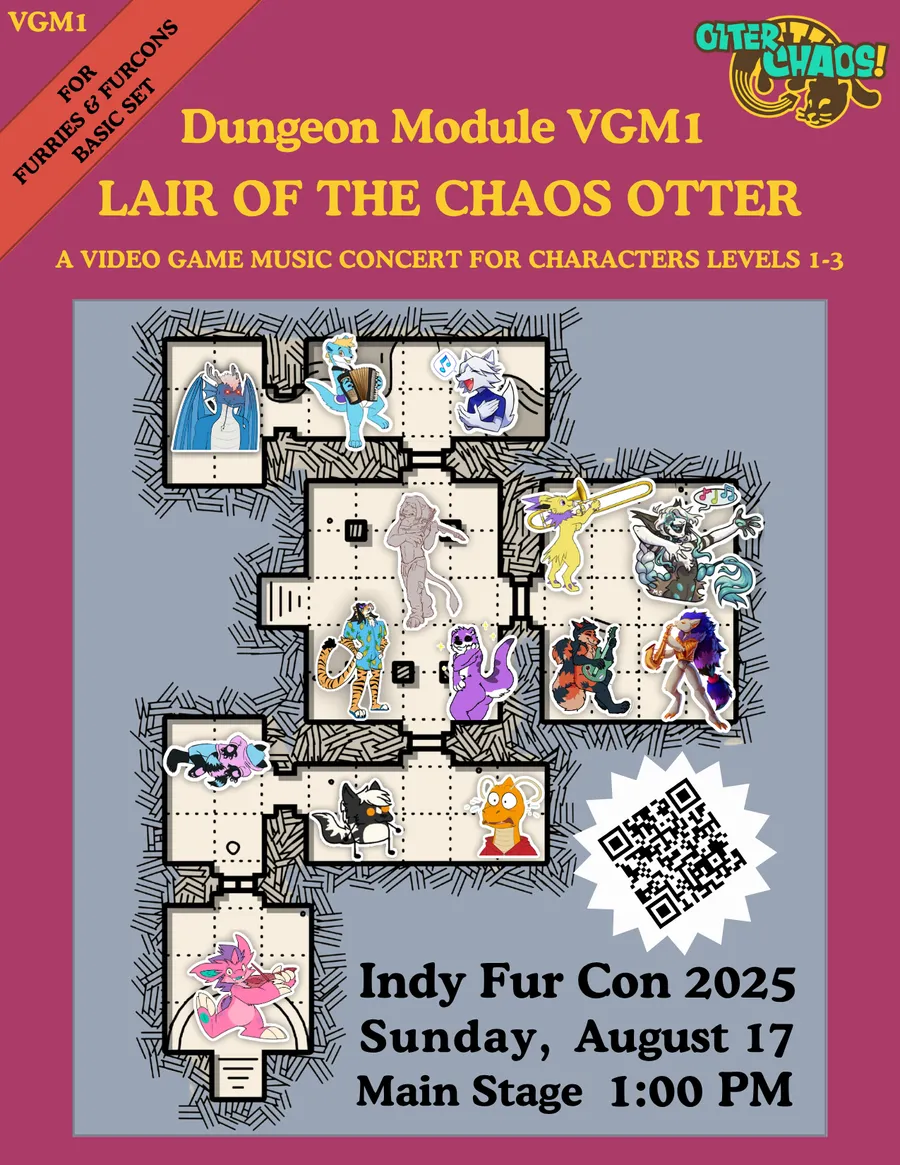 VGM1
FOR
FURRIES & FURCONS
BASIC SET
OTTER
CHAOS!
Dungeon Module VGM1
LAIR OF THE CHAOS OTTER
A VIDEO GAME MUSIC CONCERT FOR CHARACTERS LEVELS 1-3
Indy Fur Con 2025
Sunday, August 17
Main Stage 1:00 PM